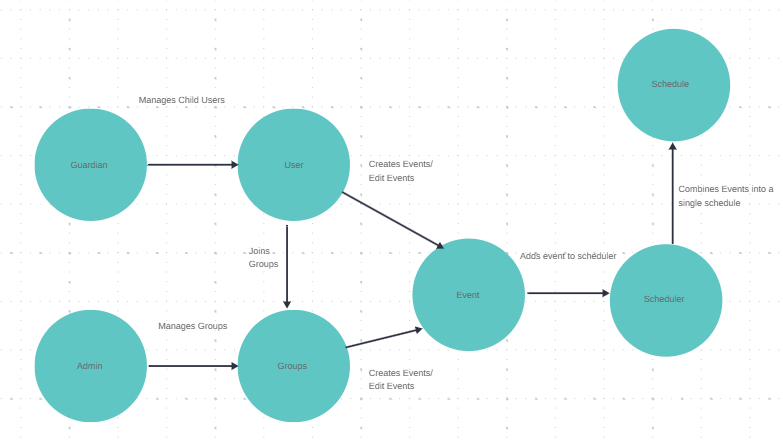 Schedule
Manages Child Users
Guardian
User
Creates Events/
Edit Events
Combines Events into a
single schedule
Joins
Groups
Adds event to scheduler
Event
Scheduler
Manages Groups
Admin
Groups
Creates Events/
Edit Events